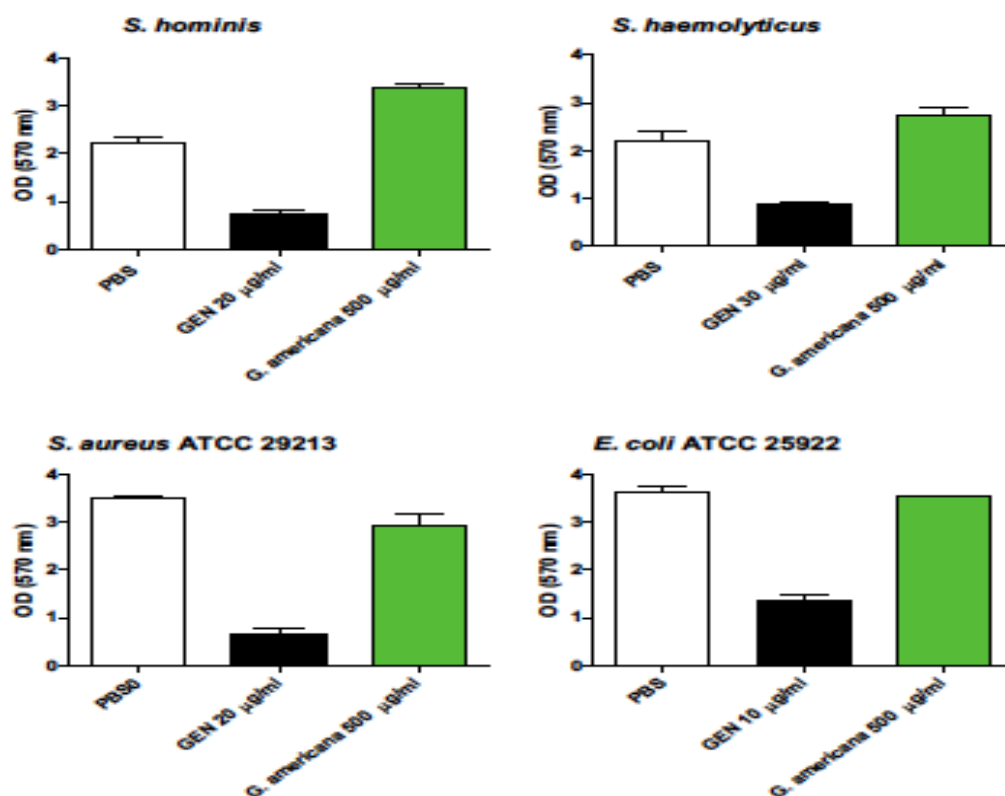 S. hominis
OD (570 nm)
4
3
2
1
0
PBS
GEN 20 µg/ml
G. americana 500 µg/ml
S. haemolyticus
OD (570 nm)
4
3
2
1
0
PBS
GEN 30 µg/ml
G. americana 500 µg/ml
S. aureus ATCC 29213
OD (570 nm)
4
3
2
1
0
PBS0
GEN 20 µg/ml
G. americana 500 µg/ml
E. coli ATCC 25922
OD (570 nm)
4
3
2
1
0
PBS
GEN 10 µg/ml
G. americana 500 µg/ml